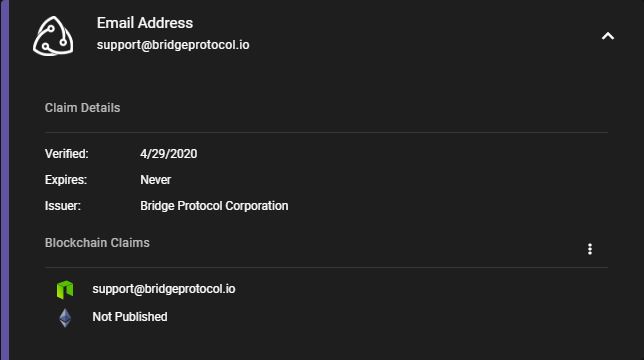 Email Address
support@bridgeprotocol.io
Claim Details
Verified: 4/29/2020
Expires: Never
Issuer: Bridge Protocol Corporation
Blockchain Claims
support@bridgeprotocol.io
Not Published